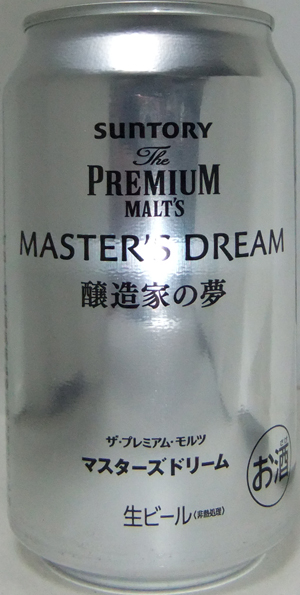 SUNTORY
The
PREMIUM
MALT'S
MASTER'S DREAM
醸造家の夢
ザ・プレミアム・モルツ
マスターズドリーム
お酒
生ビール(非熱処理)